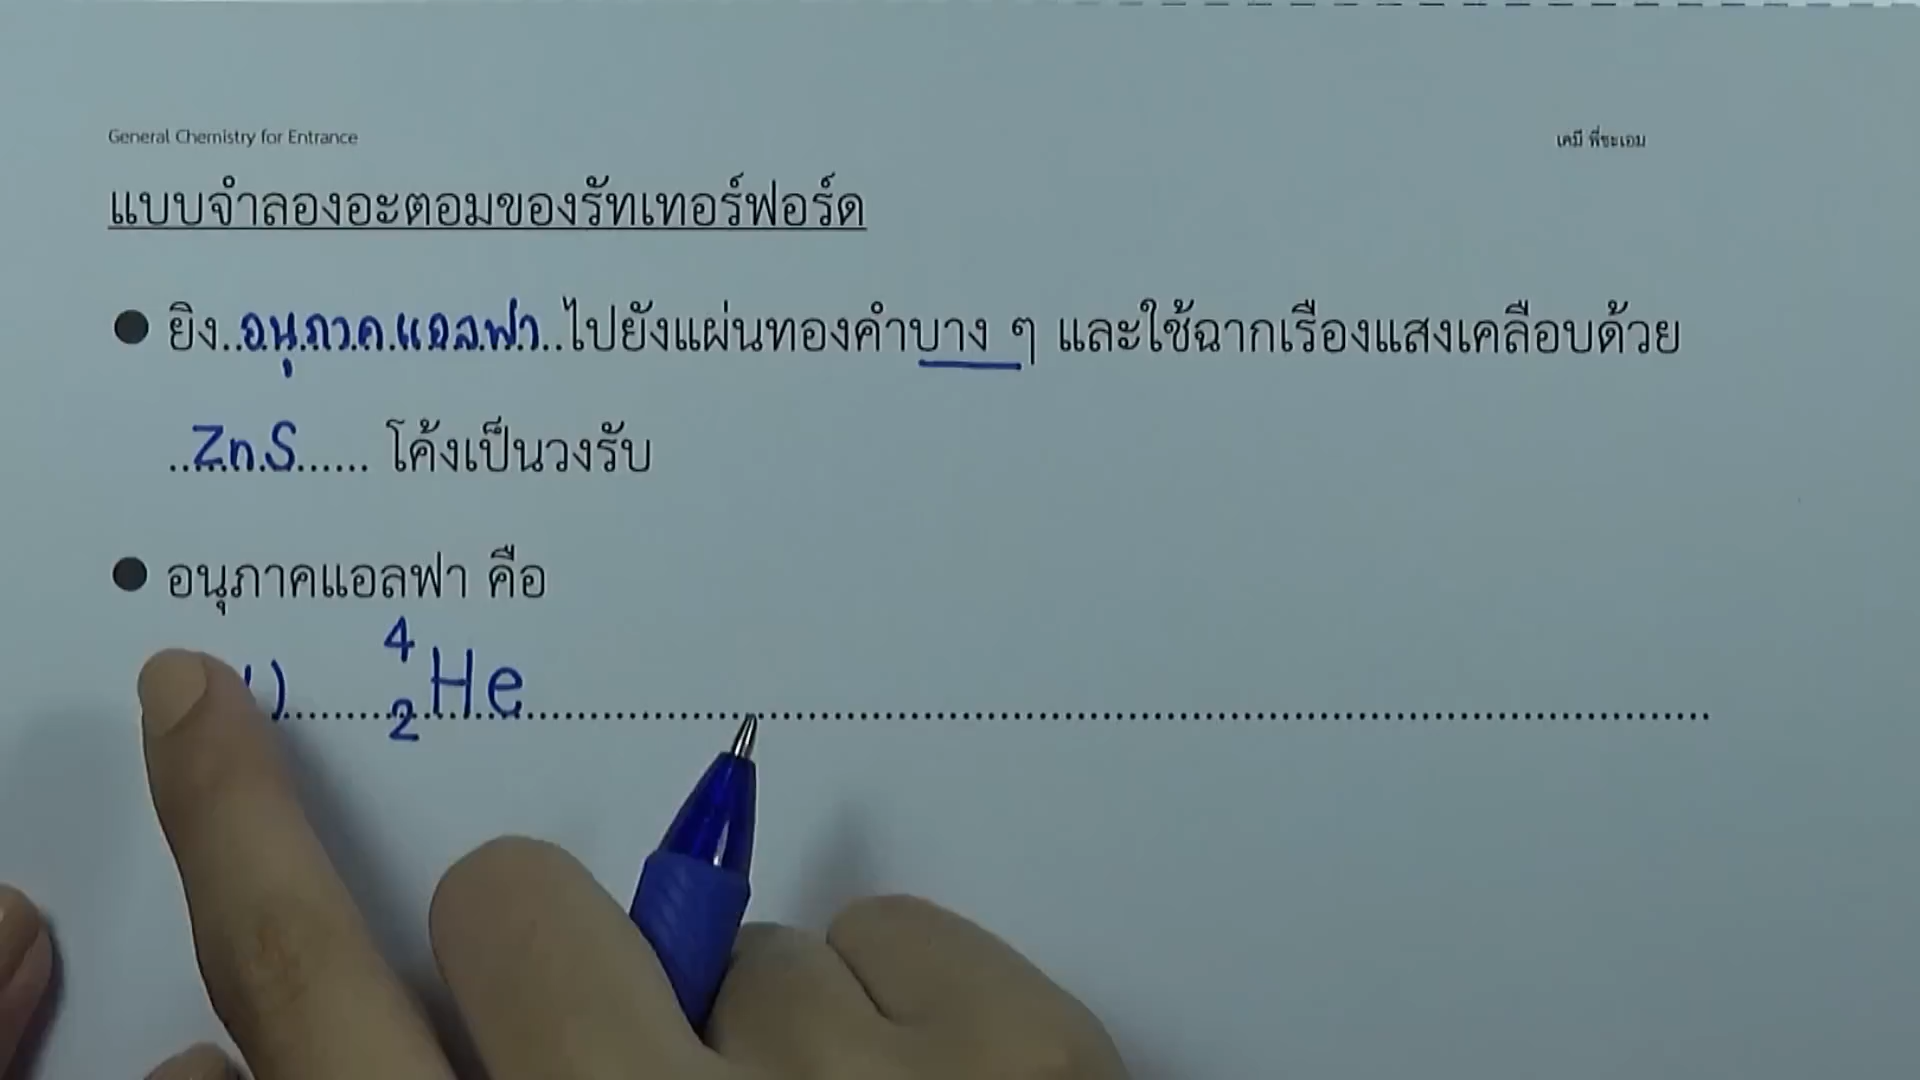 General Chemistry for Entrance
เคมี พี่ชะเอม
แบบจำลองอะตอมของรัทเทอร์ฟอร์ด
● ยิง..อนุภาคแอลฟา..ไปยังแผ่นทองคำบาง ๆ และใช้ฉากเรืองแสงเคลือบด้วย
..ZnS...... โค้งเป็นวงรับ
● อนุภาคแอลฟา คือ
) ⁴₂He